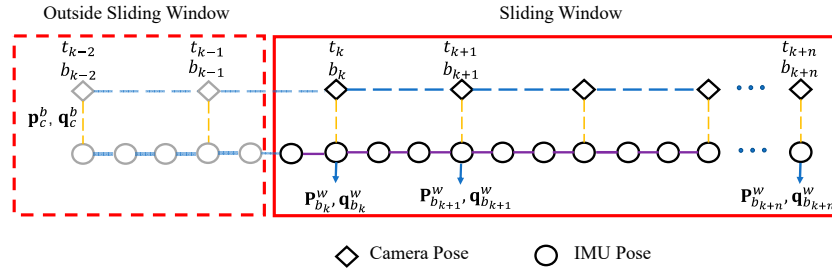 Outside Sliding Window
Sliding Window
t_{k-2} t_{k-1} t_k t_{k+1} t_{k+n}
b_{k-2} b_{k-1} b_k b_{k+1} b_{k+n}
𝐩_c^b, 𝐪_c^b
𝐏_{b_k}^w, 𝐪_{b_k}^w 𝐏_{b_{k+1}}^w, 𝐪_{b_{k+1}}^w 𝐏_{b_{k+n}}^w, 𝐪_{b_{k+n}}^w
Camera Pose IMU Pose